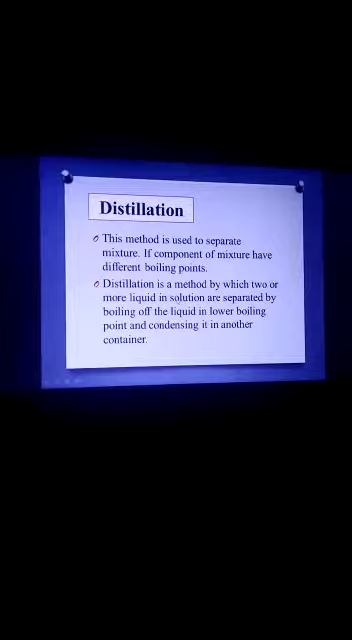 Distillation
This method is used to separate
mixture. If component of mixture have
different boiling points.
Distillation is a method by which two or
more liquid in solution are separated by
boiling off the liquid in lower boiling
point and condensing it in another
container.